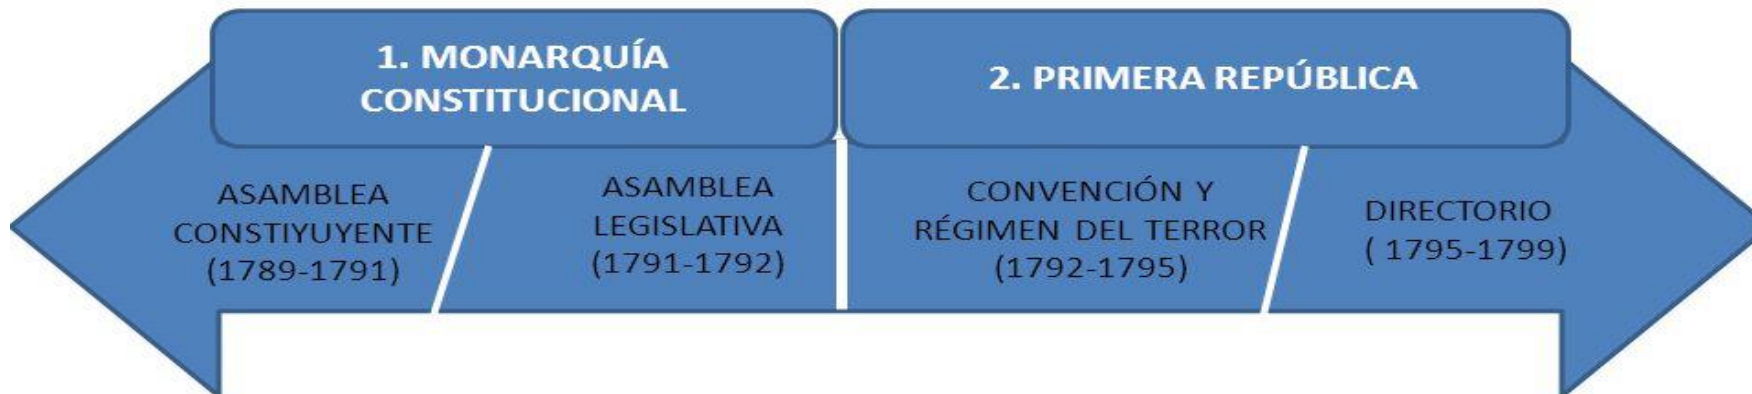 1. MONARQUÍA
CONSTITUCIONAL
2. PRIMERA REPÚBLICA
ASAMBLEA
CONSTIYUYENTE
(1789-1791)
ASAMBLEA
LEGISLATIVA
(1791-1792)
CONVENCIÓN Y
RÉGIMEN DEL TERROR
(1792-1795)
DIRECTORIO
( 1795-1799)